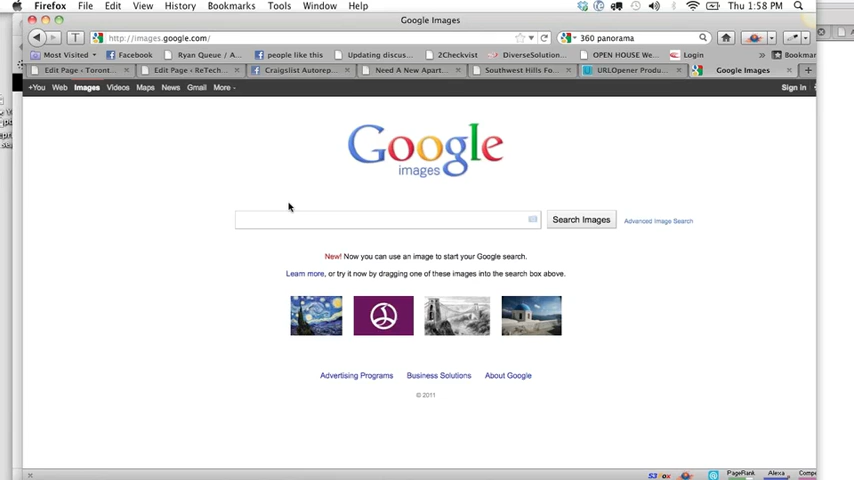 Firefox File Edit View History Bookmarks Tools Window Help Thu 1:58 PM
Google Images
http://images.google.com/ 360 panorama
Most Visited Facebook Ryan Queue / A... people like this Updating discus... 2Checkvist DiverseSolution... OPEN HOUSE We... Login Bookmar
Edit Page ‹ Toront... Edit Page ‹ ReTech... Craigslist Autorep... Need A New Apart... Southwest Hills Fo... URLOpener Produ... Google Images
+You Web Images Videos Maps News Gmail More Sign in
Google
images
Search Images Advanced Image Search
New! Now you can use an image to start your Google search.
Learn more, or try it now by dragging one of these images into the search box above.
Advertising Programs Business Solutions About Google
© 2011
S3Fox PageRank Alexa Compe